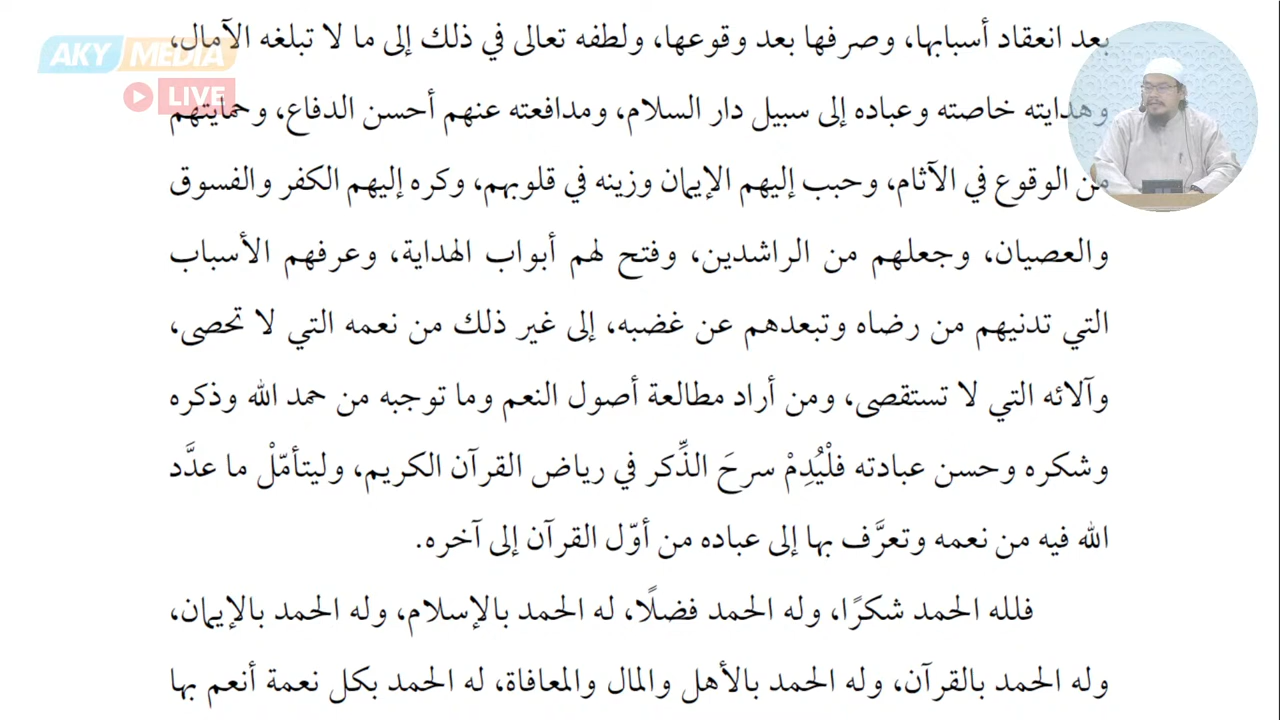 بعد انعقاد أسبابها، وصرفها بعد وقوعها، ولطفه تعالى في ذلك إلى ما لا تبلغه الآمال،
AKY MEDIA
LIVE
وهدايته خاصته وعباده إلى سبيل دار السلام، ومدافعته عنهم أحسن الدفاع، وحمايتهم
من الوقوع في الآثام، وحبب إليهم الإيمان وزينه في قلوبهم، وكره إليهم الكفر والفسوق
والعصيان، وجعلهم من الراشدين، وفتح لهم أبواب الهداية، وعرفهم الأسباب
التي تدنيهم من رضاه وتبعدهم عن غضبه، إلى غير ذلك من نعمه التي لا تحصى،
وآلائه التي لا تستقصى، ومن أراد مطالعة أصول النعم وما توجبه من حمد الله وذكره
وشكره وحسن عبادته فلْيُدِمْ سرحَ الذِّكر في رياض القرآن الكريم، وليتأمّلْ ما عدَّد
الله فيه من نعمه وتعرَّف بها إلى عباده من أوّل القرآن إلى آخره.
فلله الحمد شكرًا، وله الحمد فضلًا، له الحمد بالإسلام، وله الحمد بالإيمان،
وله الحمد بالقرآن، وله الحمد بالأهل والمال والمعافاة، له الحمد بكل نعمة أنعم بها